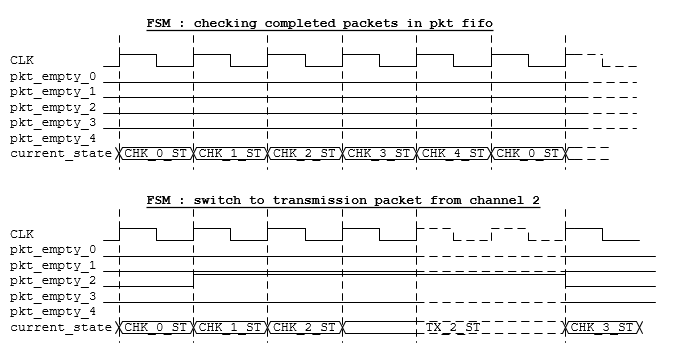 FSM : checking completed packets in pkt fifo
CLK
pkt_empty_0
pkt_empty_1
pkt_empty_2
pkt_empty_3
pkt_empty_4
current_state CHK_0_ST CHK_1_ST CHK_2_ST CHK_3_ST CHK_4_ST CHK_0_ST
FSM : switch to transmission packet from channel 2
CLK
pkt_empty_0
pkt_empty_1
pkt_empty_2
pkt_empty_3
pkt_empty_4
current_state CHK_0_ST CHK_1_ST CHK_2_ST TX_2_ST CHK_3_ST